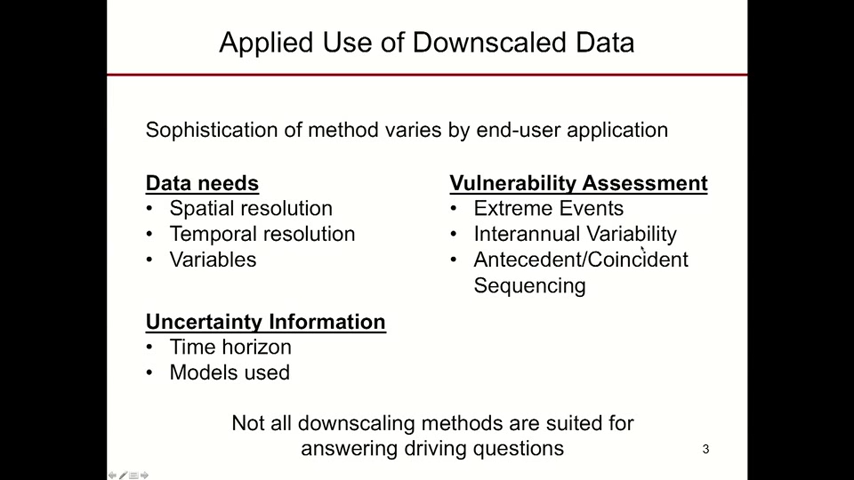 Applied Use of Downscaled Data
Sophistication of method varies by end-user application
Data needs
• Spatial resolution
• Temporal resolution
• Variables
Uncertainty Information
• Time horizon
• Models used
Vulnerability Assessment
• Extreme Events
• Interannual Variability
• Antecedent/Coincident
Sequencing
Not all downscaling methods are suited for
answering driving questions
3